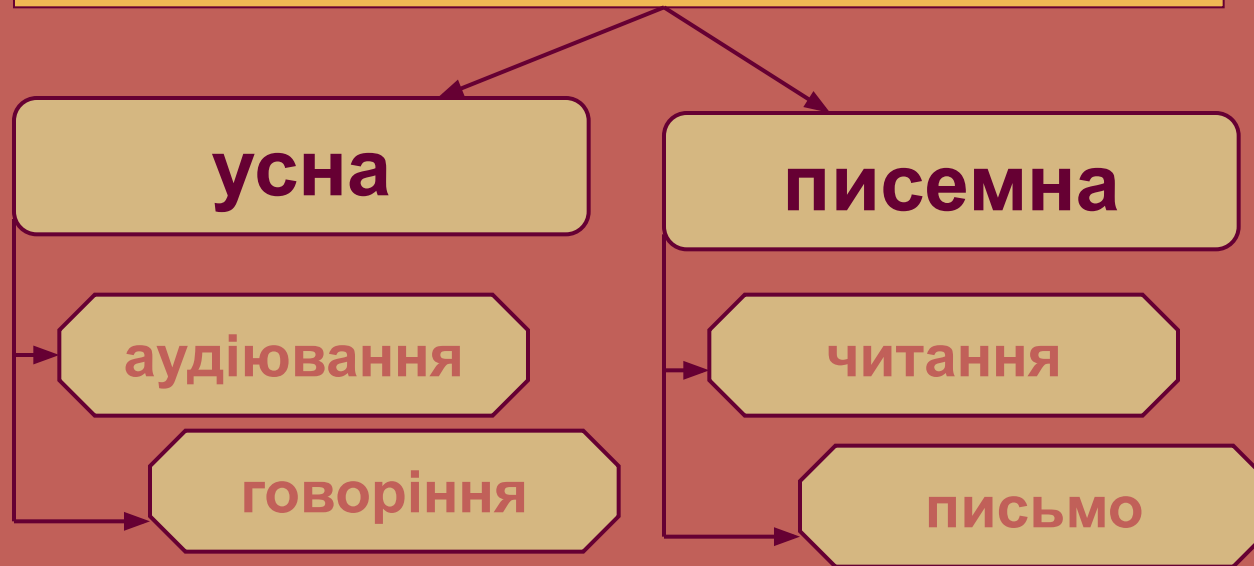 усна
писемна
аудіювання
читання
говоріння
письмо